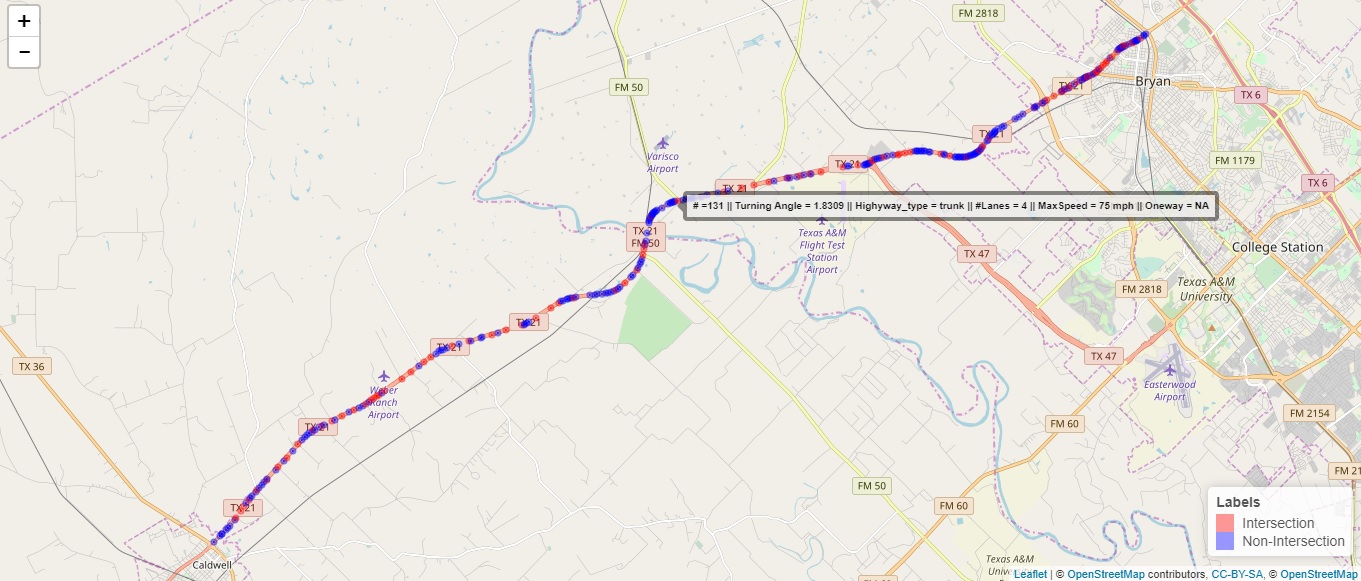 +
−
FM 2818
FM 50
TX 21
Bryan
TX 6
Varisco
Airport
TX 21
FM 1179
TX 21
TX 21
TX 6
# =131 || Turning Angle = 1.8309 || Highyway_type = trunk || #Lanes = 4 || MaxSpeed = 75 mph || Oneway = NA
TX 21
FM 50
Texas A&M
Flight Test
Station
Airport
TX 47
College Station
FM 2818
Texas A&M
University
TX 21
TX 21
TX 36
TX 47
Weber
Ranch
Airport
Easterwood
Airport
FM 2154
TX 21
FM 60
FM 21
FM 50
FM 60
TX 21
Labels
Intersection
Non-Intersection
Caldwell
Texas A&M
Leaflet | © OpenStreetMap contributors, CC-BY-SA, © OpenStreetMap